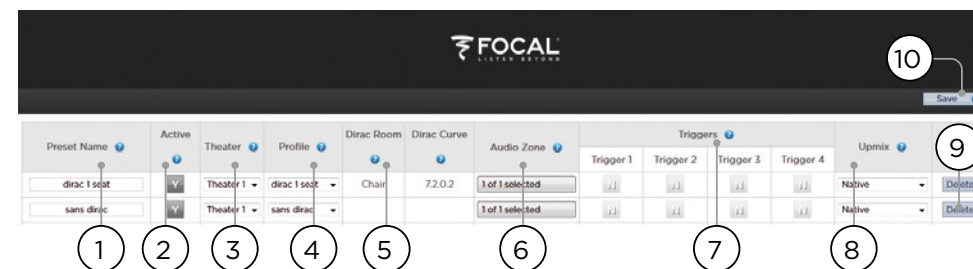 FOCAL
LISTEN BEYOND
10
Save
Preset Name
Active
Theater
Profile
Dirac Room
Dirac Curve
Audio Zone
Triggers
Trigger 1
Trigger 2
Trigger 3
Trigger 4
Upmix
9
dirac 1 seat
Y
Theater 1
dirac 1 seat
Chair
7.2.0.2
1 of 1 selected
Native
Delete
sans dirac
Y
Theater 1
sans dirac
1 of 1 selected
Native
Delete
1
2
3
4
5
6
7
8